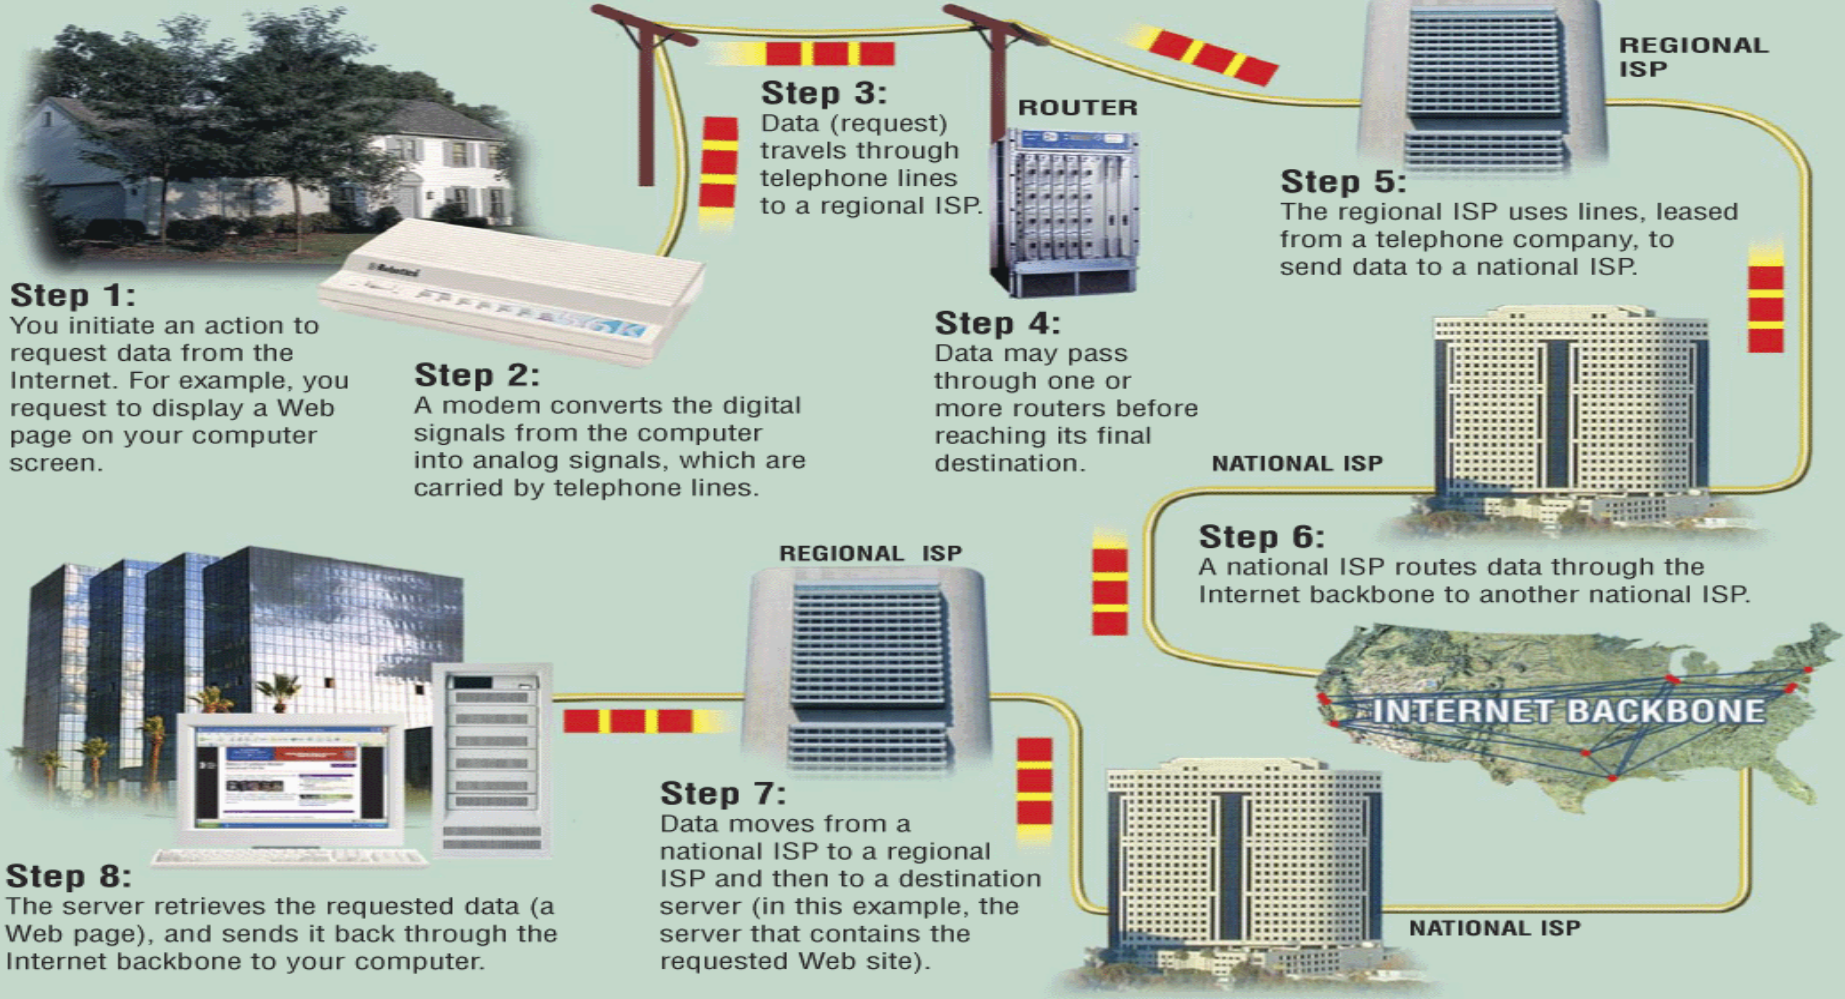 REGIONAL
ISP
Step 3:
Data (request)
travels through
telephone lines
to a regional ISP.
ROUTER
Step 5:
The regional ISP uses lines, leased
from a telephone company, to
send data to a national ISP.
Step 1:
You initiate an action to
request data from the
Internet. For example, you
request to display a Web
page on your computer
screen.
Robotics
56K
Step 2:
A modem converts the digital
signals from the computer
into analog signals, which are
carried by telephone lines.
Step 4:
Data may pass
through one or
more routers before
reaching its final
destination.
NATIONAL ISP
Step 6:
A national ISP routes data through the
Internet backbone to another national ISP.
INTERNET BACKBONE
REGIONAL ISP
Step 7:
Data moves from a
national ISP to a regional
ISP and then to a destination
server (in this example, the
server that contains the
requested Web site).
NATIONAL ISP
Step 8:
The server retrieves the requested data (a
Web page), and sends it back through the
Internet backbone to your computer.